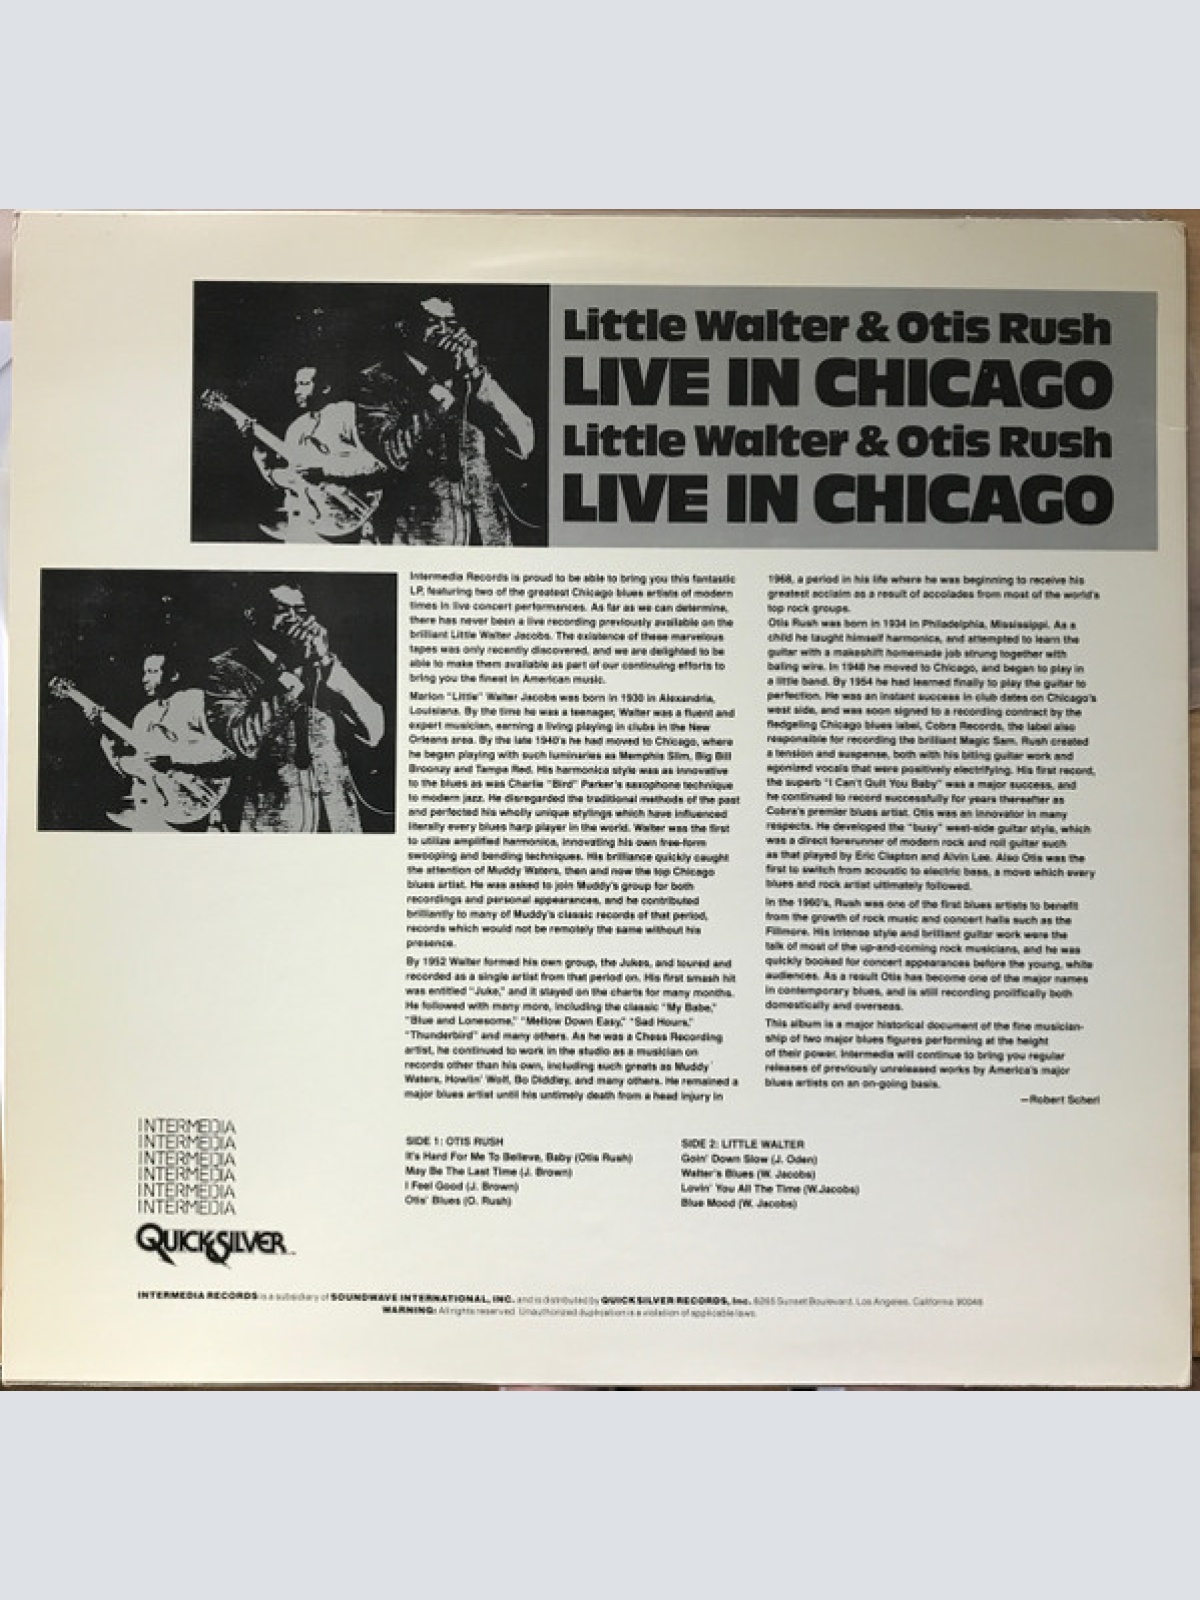 Little Walter & Otis Rush
LIVE IN CHICAGO
Little Walter & Otis Rush
LIVE IN CHICAGO
Intermedia Records is proud to be able to bring you this fantastic
LP, featuring two of the greatest Chicago blues artists of modern
times in live concert performances. As far as we can determine,
there has never been a live recording previously available on the
brilliant Little Walter Jacobs. The existence of these marvelous
tapes was only recently discovered, and we are delighted to be
able to make them available as part of our continuing efforts to
bring you the finest in American music.
Marion "Little" Walter Jacobs was born in 1930 in Alexandria,
Louisiana. By the time he was a teenager, Walter was a fluent and
expert musician, earning a living playing in clubs in the New
Orleans area. By the late 1940's he had moved to Chicago, where
he began playing with such luminaries as Memphis Slim, Big Bill
Broonzy and Tampa Red. His harmonica style was as innovative
to the blues as was Charlie "Bird" Parker's saxophone technique
to modern jazz. He disregarded the traditional methods of the past
and perfected his wholly unique stylings which have influenced
literally every blues harp player in the world. Walter was the first
to utilize amplified harmonica, innovating his own free-form
swooping and bending techniques. His brilliance quickly caught
the attention of Muddy Waters, then and now the top Chicago
blues artist. He was asked to join Muddy's group for both
recordings and personal appearances, and he contributed
brilliantly to many of Muddy's classic records of that period,
records which would not be remotely the same without his
presence.
By 1952 Walter formed his own group, the Jukes, and toured and
recorded as a single artist from that period on. His first smash hit
was entitled "Juke," and it stayed on the charts for many months.
He followed with many more, including the classic "My Babe,"
"Blue and Lonesome," "Mellow Down Easy," "Sad Hours,"
"Thunderbird" and many others. As he was a Chess Recording
artist, he continued to work in the studio as a musician on
records other than his own, including such greats as Muddy
Waters, Howlin' Wolf, Bo Diddley, and many others. He remained a
major blues artist until his untimely death from a head injury in
1968, a period in his life where he was beginning to receive his
greatest acclaim as a result of accolades from most of the world's
top rock groups.
Otis Rush was born in 1934 in Philadelphia, Mississippi. As a
child he taught himself harmonica, and attempted to learn the
guitar with a makeshift homemade job strung together with
baling wire. In 1948 he moved to Chicago, and began to play in
a little band. By 1954 he had learned finally to play the guitar to
perfection. He was an instant success in club dates on Chicago's
west side, and was soon signed to a recording contract by the
fledgeling Chicago blues label, Cobra Records, the label also
responsible for recording the brilliant Magic Sam. Rush created
a tension and suspense, both with his biting guitar work and
agonized vocals that were positively electrifying. His first record,
the superb "I Can't Quit You Baby" was a major success, and
he continued to record successfully for years thereafter as
Cobra's premier blues artist. Otis was an innovator in many
respects. He developed the "busy" west-side guitar style, which
was a direct forerunner of modern rock and roll guitar such
as that played by Eric Clapton and Alvin Lee. Also Otis was the
first to switch from acoustic to electric bass, a move which every
blues and rock artist ultimately followed.
In the 1960's, Rush was one of the first blues artists to benefit
from the growth of rock music and concert halls such as the
Fillmore. His intense style and brilliant guitar work were the
talk of most of the up-and-coming rock musicians, and he was
quickly booked for concert appearances before the young, white
audiences. As a result Otis has become one of the major names
in contemporary blues, and is still recording prolifically both
domestically and overseas.
This album is a major historical document of the fine musician-
ship of two major blues figures performing at the height
of their power. Intermedia will continue to bring you regular
releases of previously unreleased works by America's major
blues artists on an on-going basis.
—Robert Scherl
INTERMEDIA
INTERMEDIA
INTERMEDIA
INTERMEDIA
INTERMEDIA
INTERMEDIA
QUICKSILVER
SIDE 1: OTIS RUSH
It's Hard For Me To Believe, Baby (Otis Rush)
May Be The Last Time (J. Brown)
I Feel Good (J. Brown)
Otis' Blues (O. Rush)
SIDE 2: LITTLE WALTER
Goin' Down Slow (J. Oden)
Walter's Blues (W. Jacobs)
Lovin' You All The Time (W.Jacobs)
Blue Mood (W. Jacobs)
INTERMEDIA RECORDS is a subsidiary of SOUNDWAVE INTERNATIONAL, INC. and is distributed by QUICKSILVER RECORDS, Inc. 8265 Sunset Boulevard, Los Angeles, California 90046
WARNING: All rights reserved. Unauthorized duplication is a violation of applicable laws.